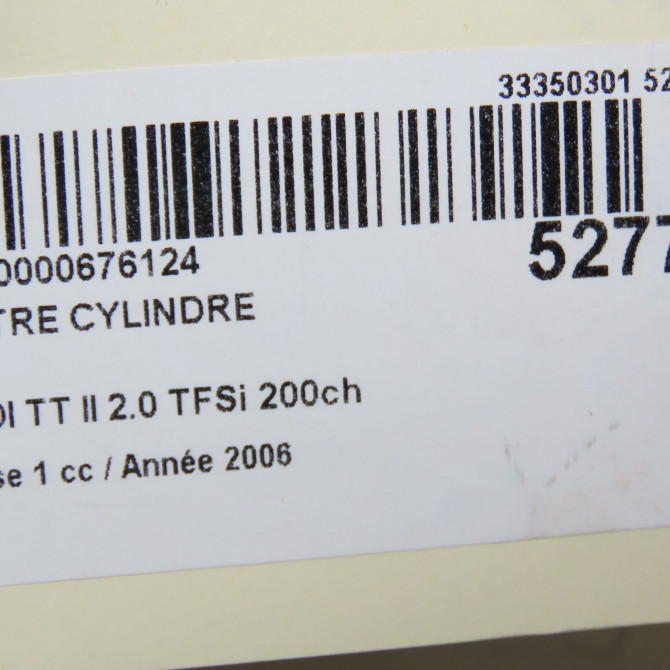 33350301 52
0000676124
5277
TRE CYLINDRE
DI TT II 2.0 TFSi 200ch
se 1 cc / Année 2006